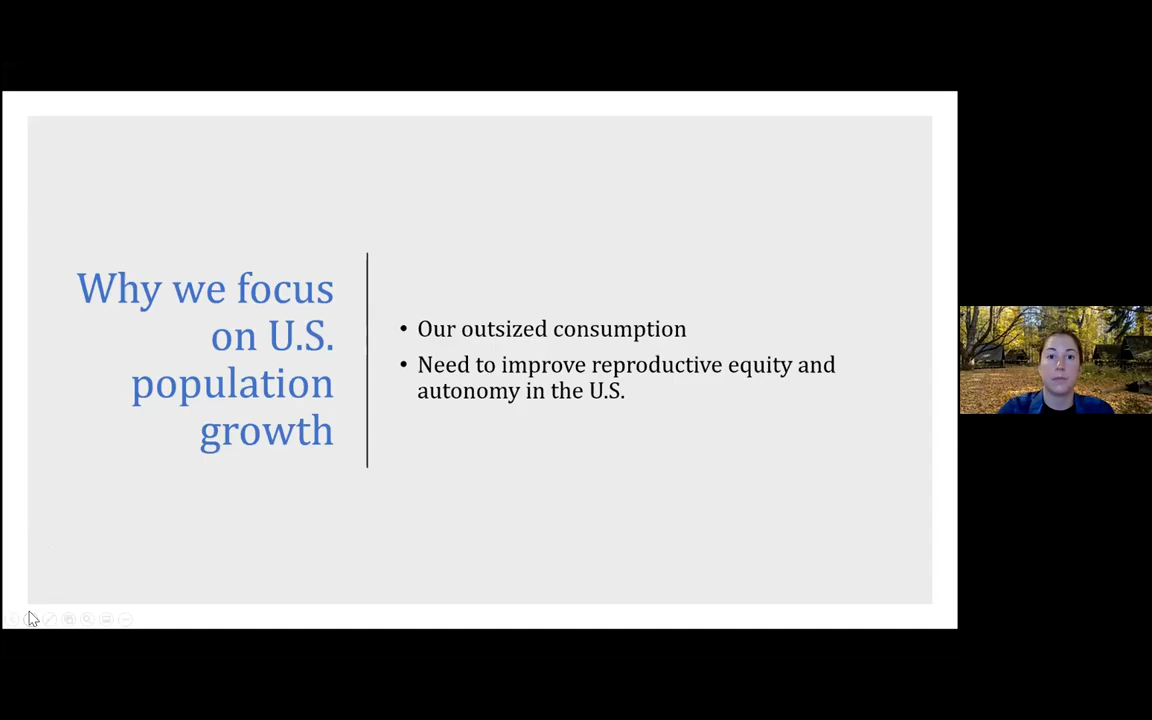 Why we focus
on U.S.
population
growth
• Our outsized consumption
• Need to improve reproductive equity and
autonomy in the U.S.